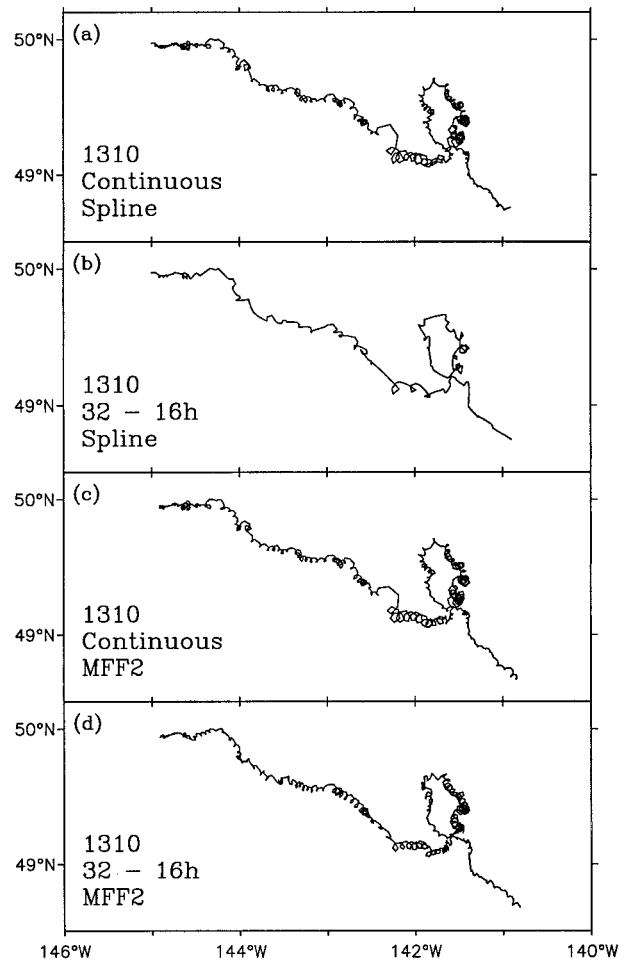 50°N
(a)
49°N
1310
Continuous
Spline
50°N
(b)
49°N
1310
32 – 16h
Spline
50°N
(c)
49°N
1310
Continuous
MFF2
50°N
(d)
49°N
1310
32 – 16h
MFF2
146°W 144°W 142°W 140°W